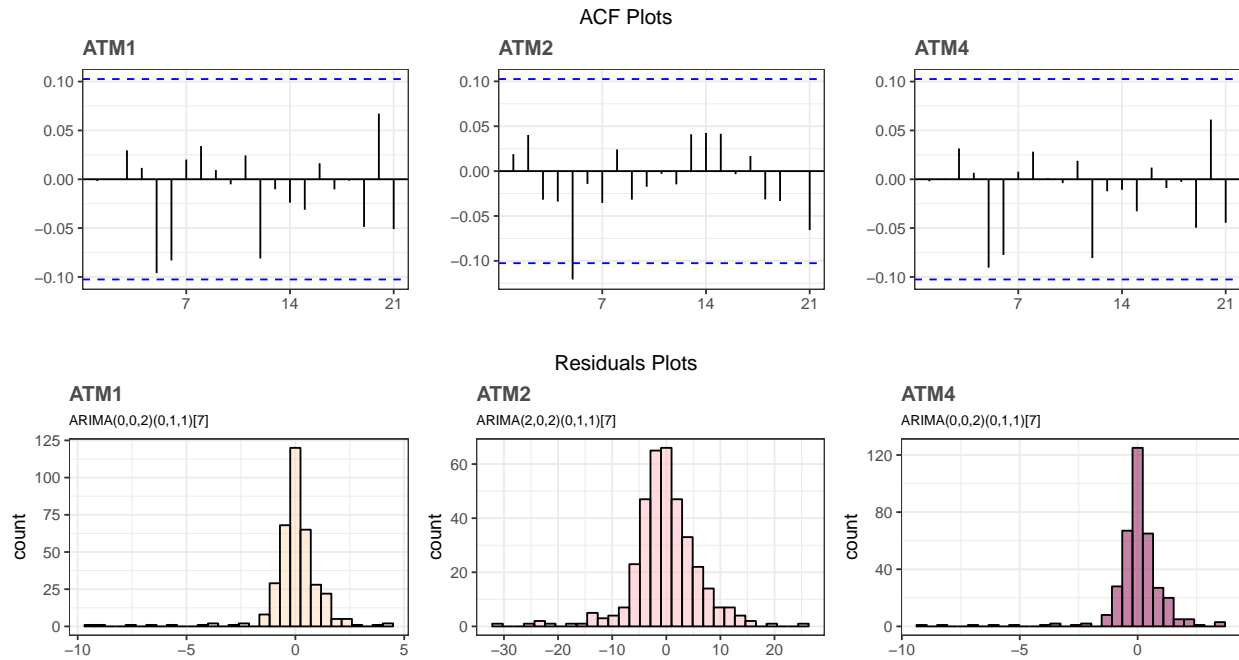 ACF Plots
ATM1 ATM2 ATM4
0.10 0.10 0.10
0.05 0.05 0.05
0.00 0.00 0.00
−0.05 −0.05 −0.05
−0.10 −0.10 −0.10
7 14 21 7 14 21 7 14 21
Residuals Plots
ATM1 ATM2 ATM4
ARIMA(0,0,2)(0,1,1)[7] ARIMA(2,0,2)(0,1,1)[7] ARIMA(0,0,2)(0,1,1)[7]
125
100 60 120
75 40 80
count count
50 20 40
25
0 0 0
−10 −5 0 5 −30 −20 −10 0 10 20 −10 −5 0